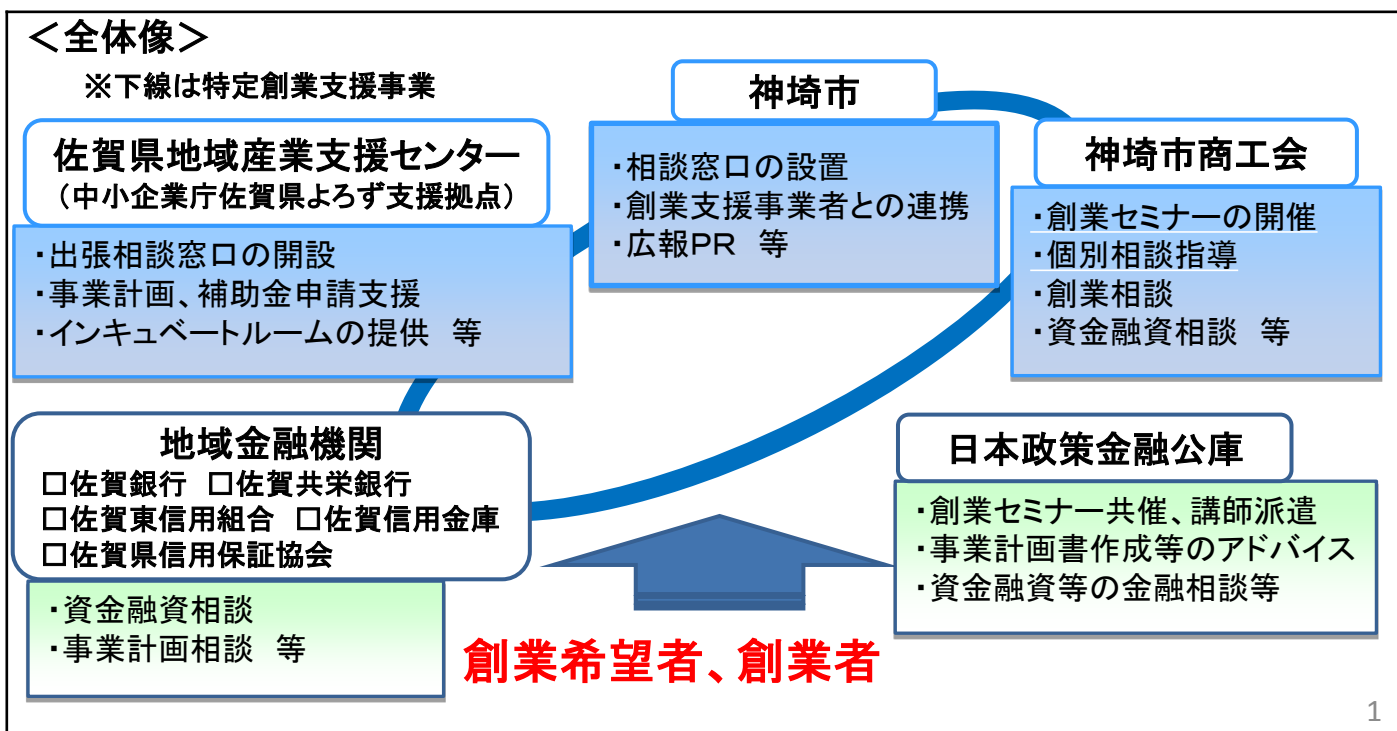 ＜全体像＞
※下線は特定創業支援事業
神埼市
・相談窓口の設置
・創業支援事業者との連携
・広報ＰＲ　等
佐賀県地域産業支援センター
（中小企業庁佐賀県よろず支援拠点）
・出張相談窓口の開設
・事業計画、補助金申請支援
・インキュベートルームの提供　等
神埼市商工会
・創業セミナーの開催
・個別相談指導
・創業相談
・資金融資相談　等
地域金融機関
□佐賀銀行　□佐賀共栄銀行
□佐賀東信用組合　□佐賀信用金庫
□佐賀県信用保証協会
・資金融資相談
・事業計画相談　等
日本政策金融公庫
・創業セミナー共催、講師派遣
・事業計画書作成等のアドバイス
・資金融資等の金融相談等
創業希望者、創業者
1